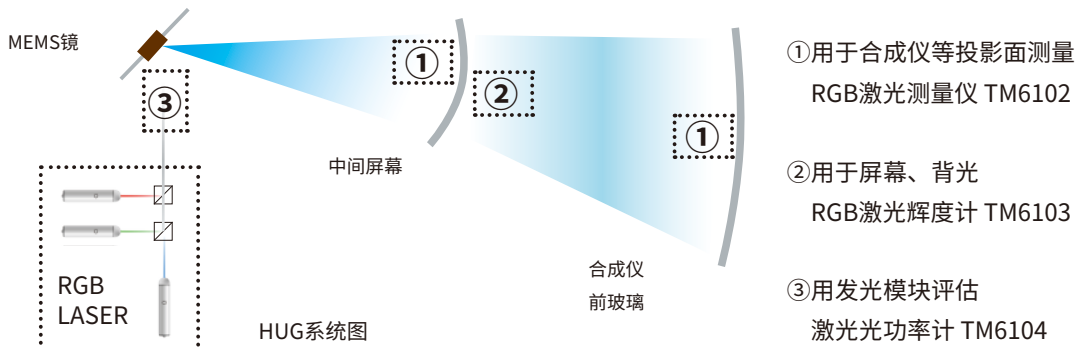 MEMS镜
①
②
①
③
中间屏幕
合成仪
前玻璃
RGB
LASER
HUG系统图
①用于合成仪等投影面测量
RGB激光测量仪 TM6102
②用于屏幕、背光
RGB激光辉度计 TM6103
③用发光模块评估
激光光功率计 TM6104